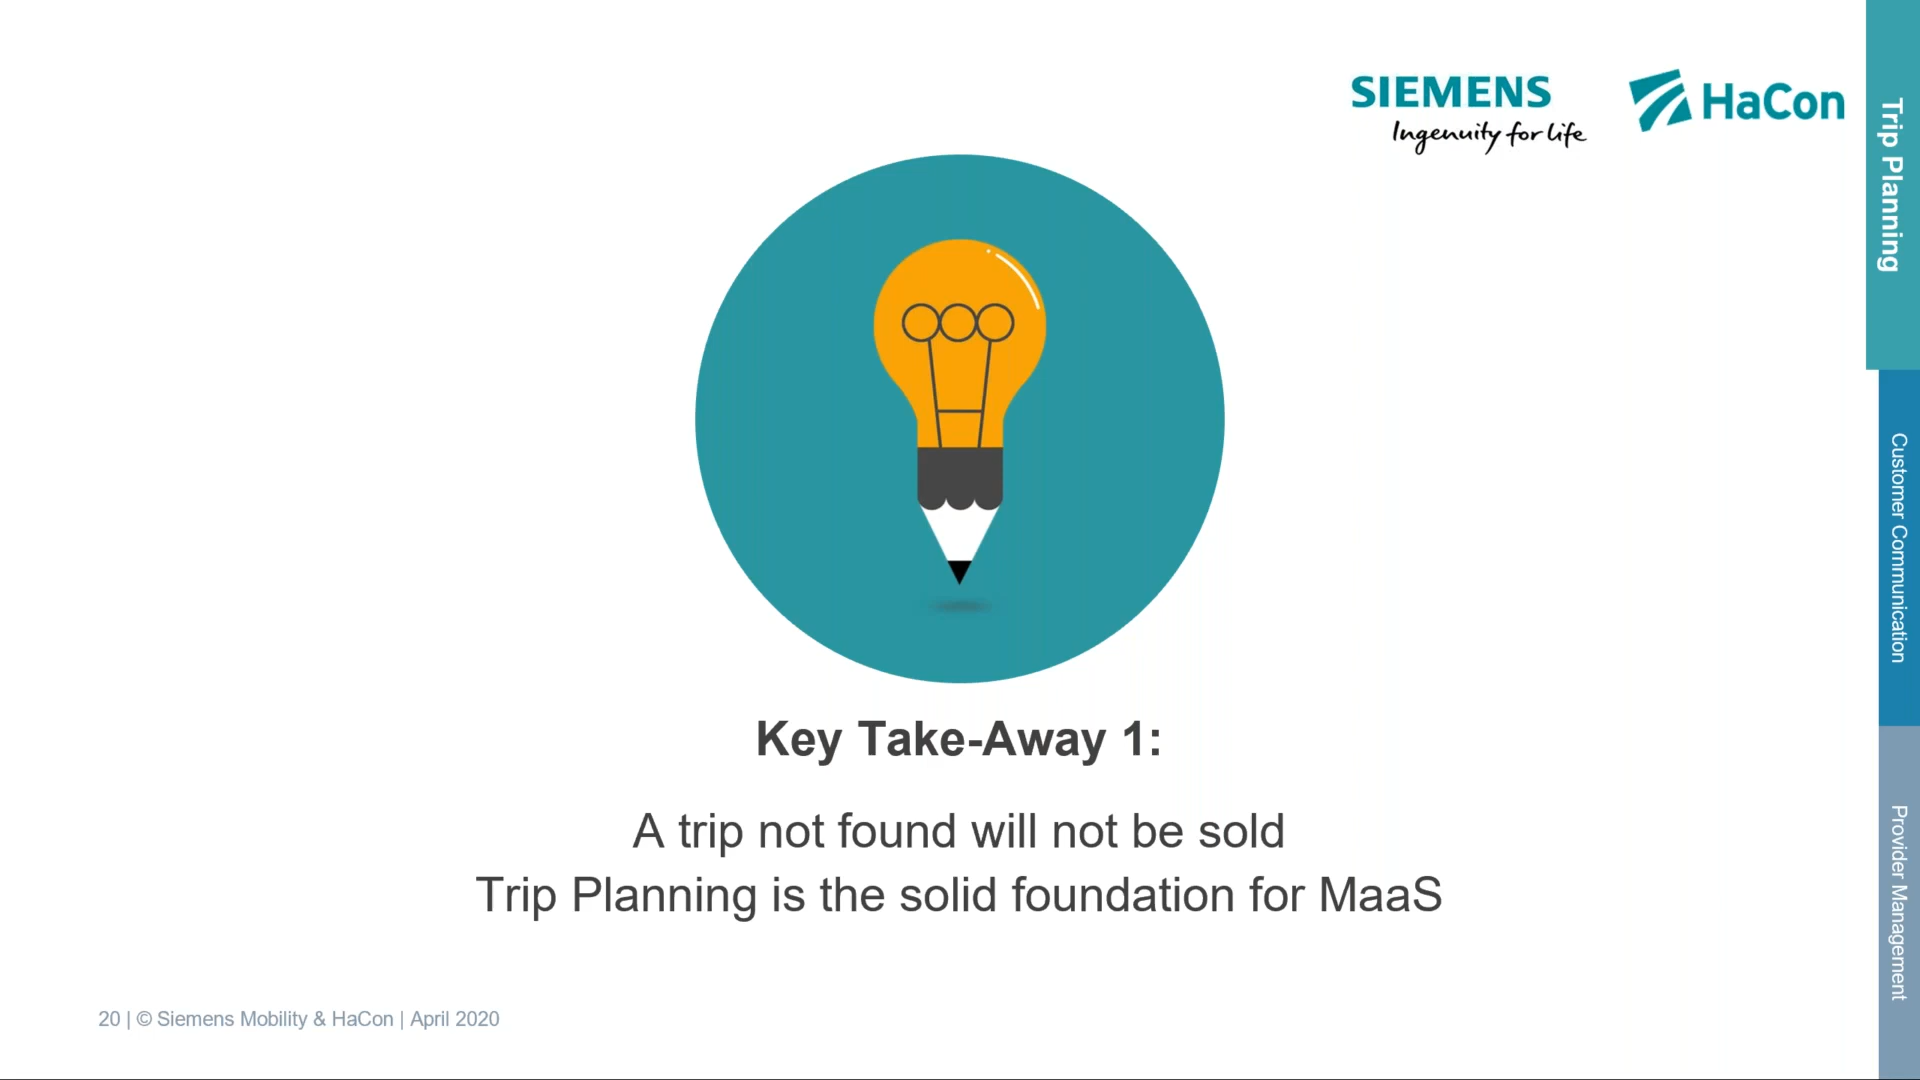 SIEMENS
Ingenuity for life
HaCon
Trip Planning
Customer Communication
Provider Management
Key Take-Away 1:
A trip not found will not be sold
Trip Planning is the solid foundation for MaaS
20 | © Siemens Mobility & HaCon | April 2020